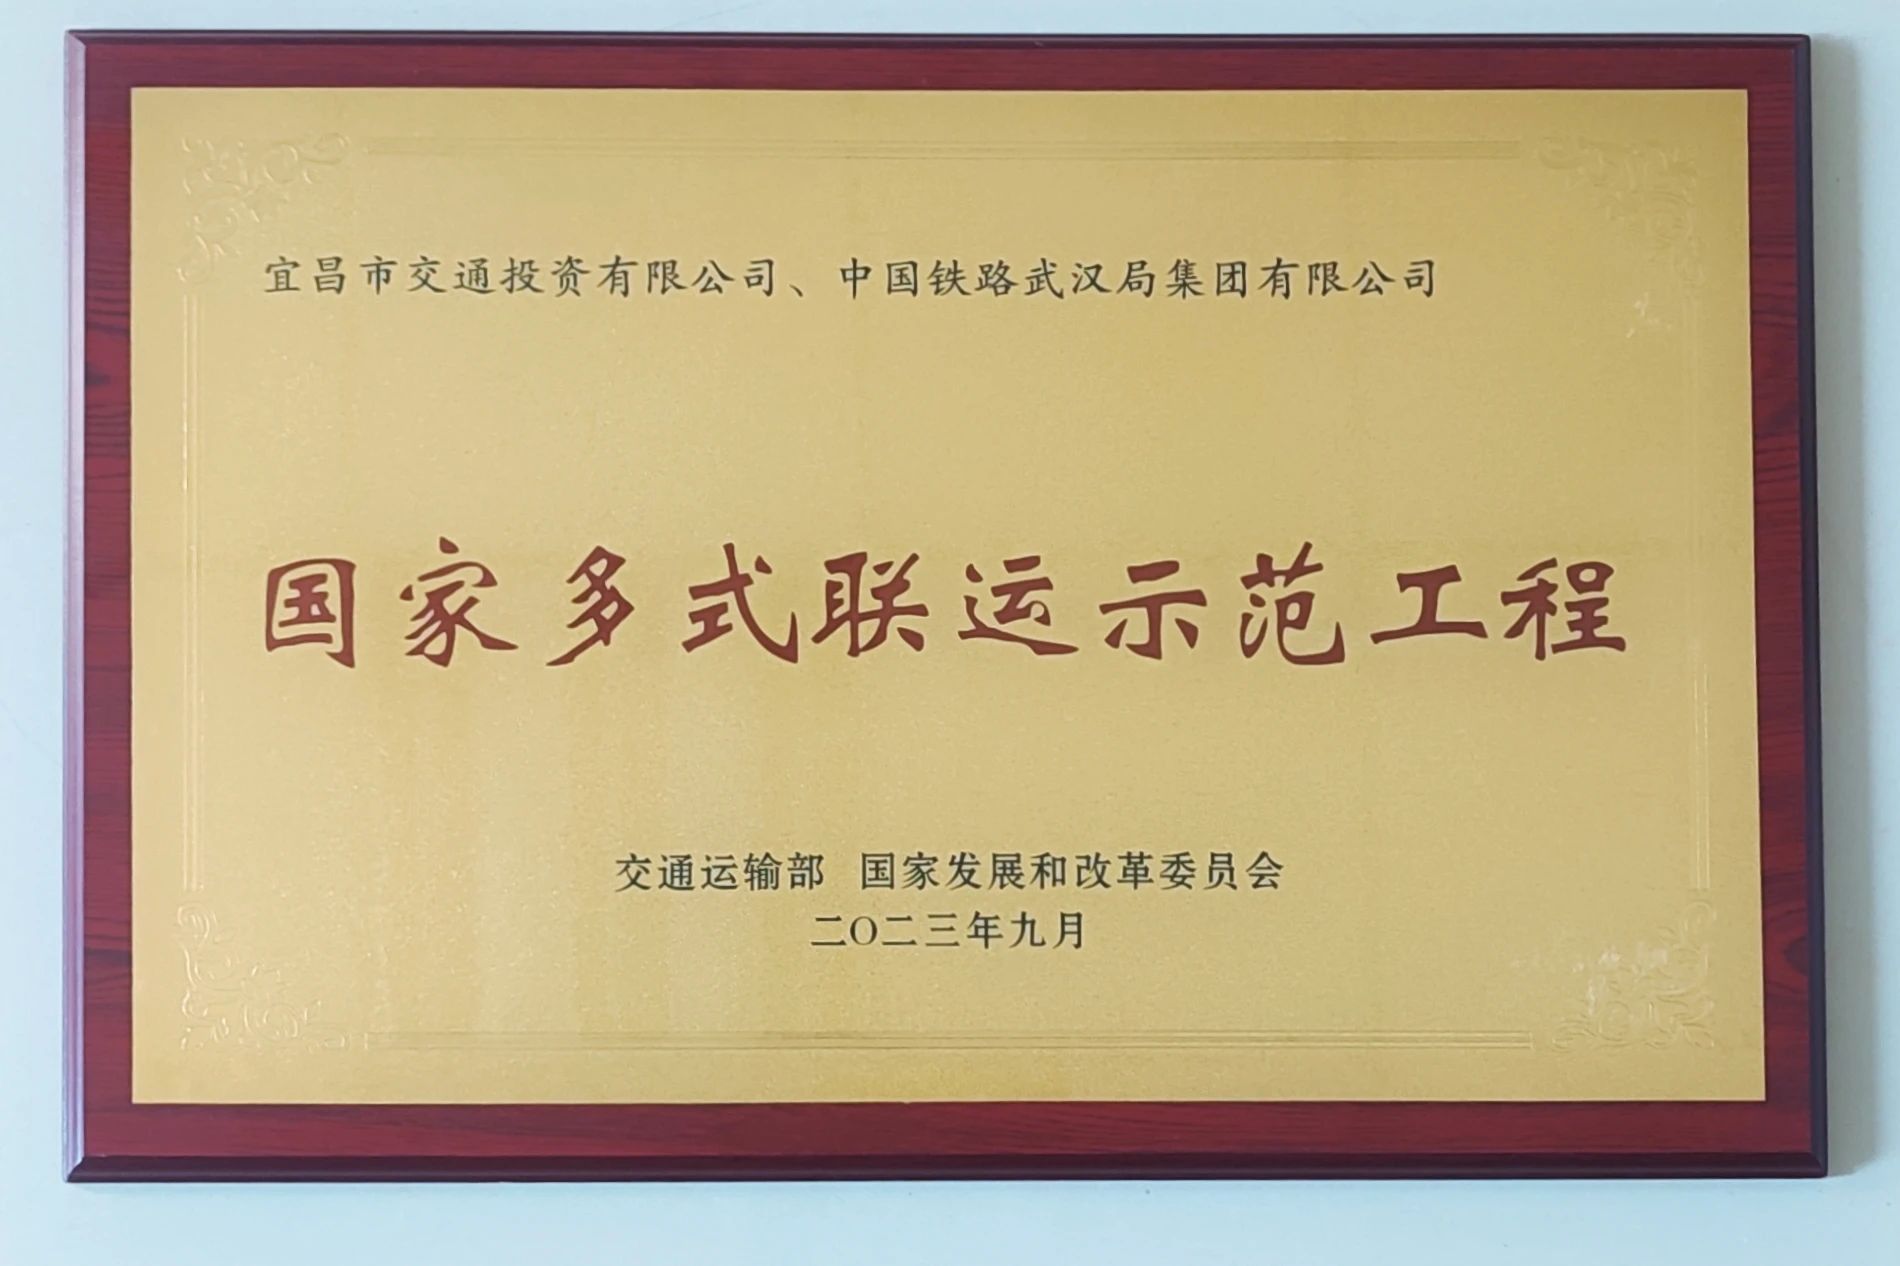 宜昌市交通投资有限公司、中国铁路武汉局集团有限公司
国家多式联运示范工程
交通运输部 国家发展和改革委员会
二〇二三年九月